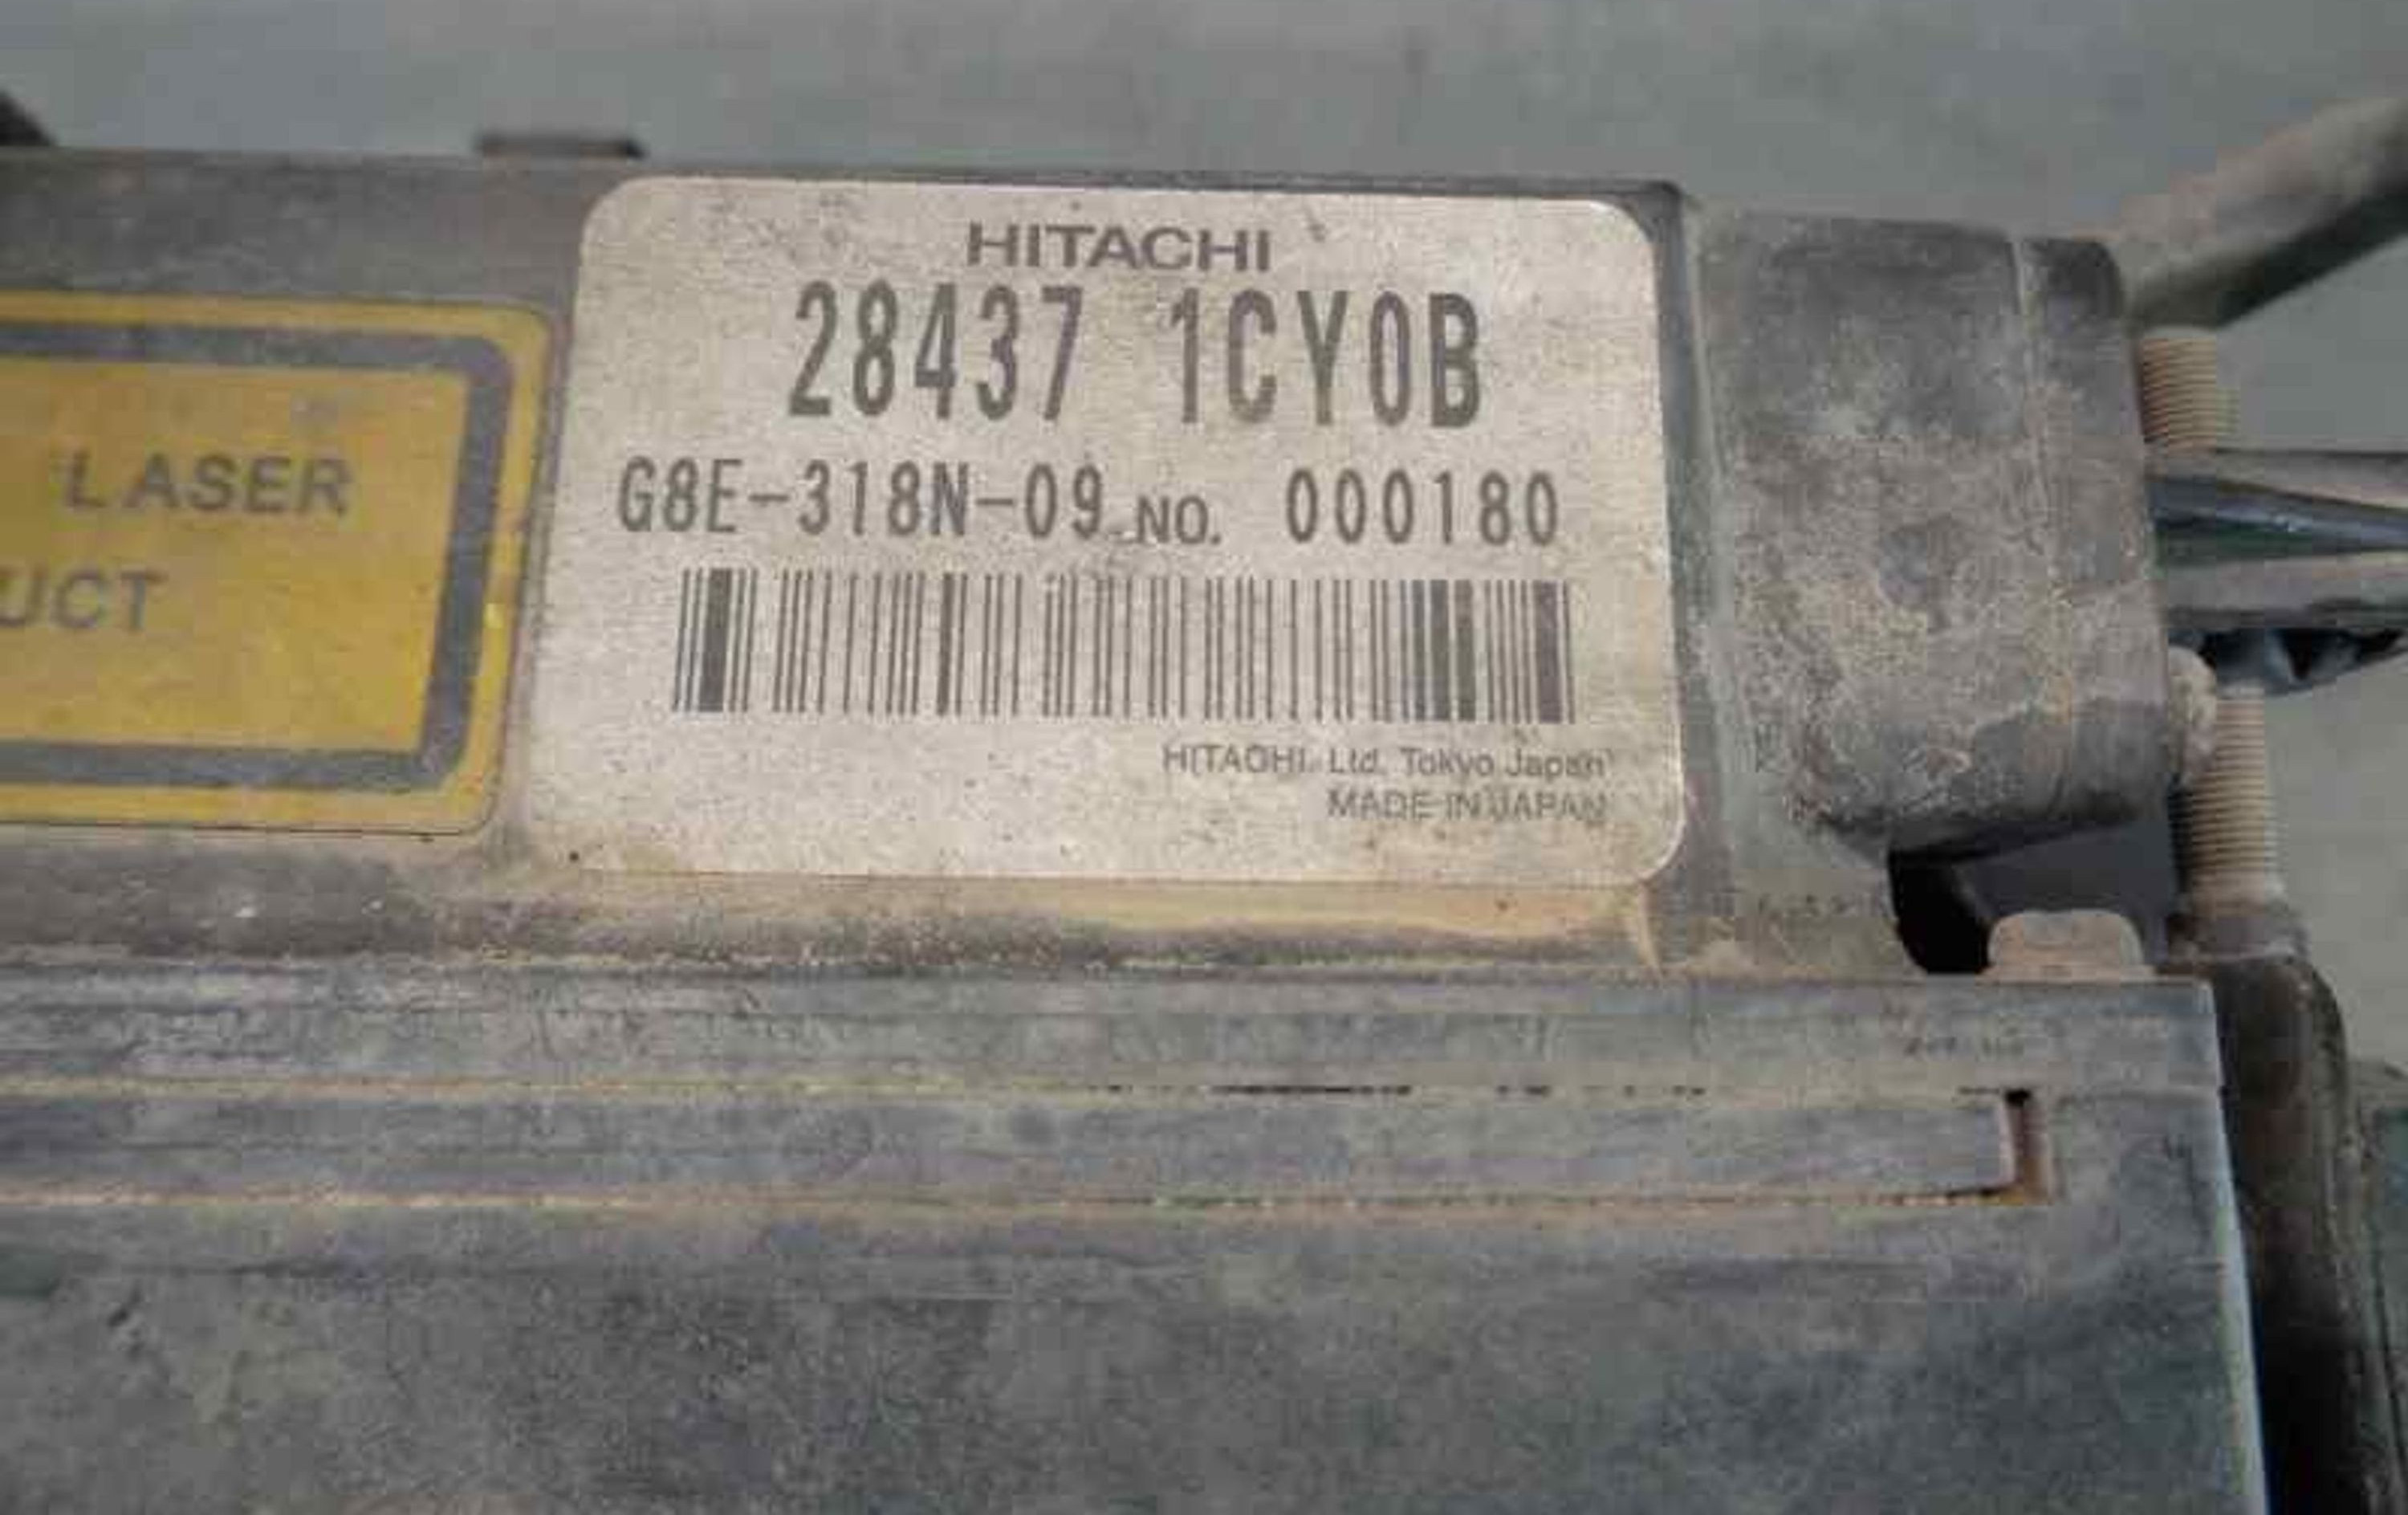 HITACHI
28437 1CY0B
G8E-318N-09 NO. 000180
HITACHI, Ltd. Tokyo Japan
MADE IN JAPAN
LASER
UCT